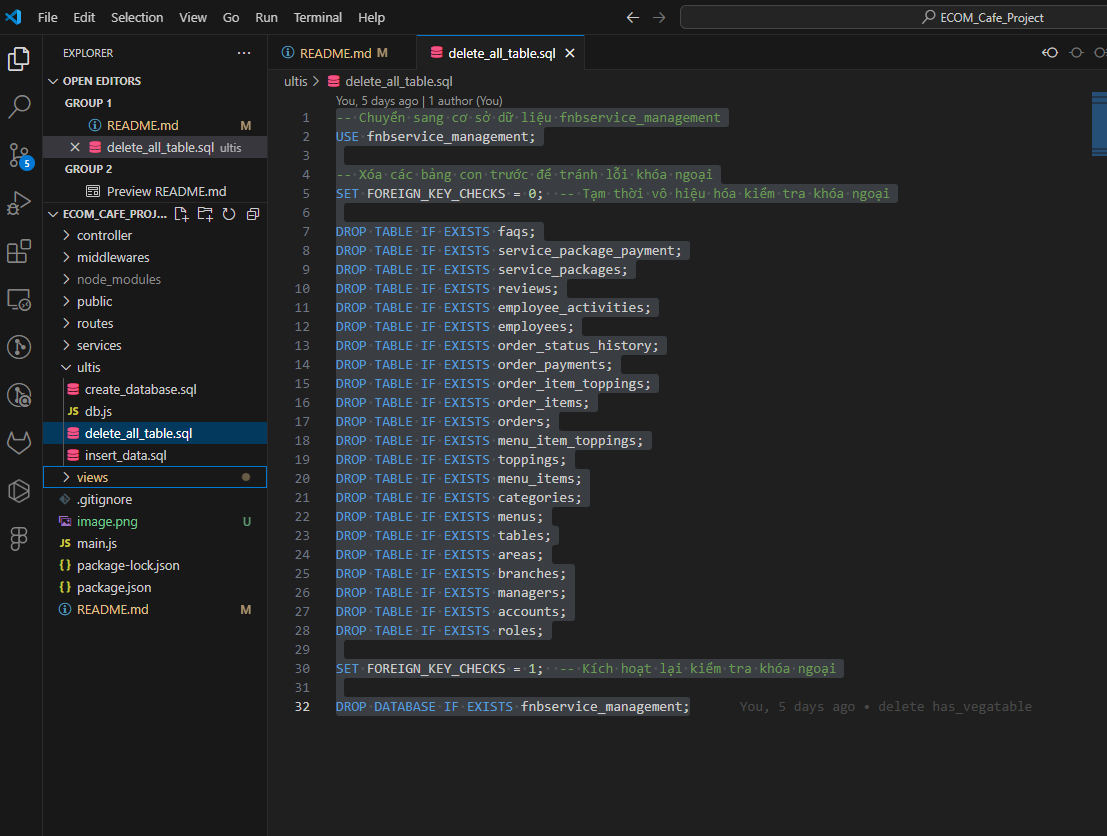 File Edit Selection View Go Run Terminal Help
ECOM_Cafe_Project
EXPLORER
OPEN EDITORS
GROUP 1
README.md M
delete_all_table.sql ultis
GROUP 2
Preview README.md
ECOM_CAFE_PROJ...
controller
middlewares
node_modules
public
routes
services
ultis
create_database.sql
JS db.js
delete_all_table.sql
insert_data.sql
views
.gitignore
image.png U
JS main.js
{} package-lock.json
{} package.json
README.md M
5
README.md M
delete_all_table.sql
ultis > delete_all_table.sql
You, 5 days ago | 1 author (You)
1 -- Chuyển sang cơ sở dữ liệu fnbservice_management
2 USE fnbservice_management;
3
4 -- Xóa các bảng con trước để tránh lỗi khóa ngoại
5 SET FOREIGN_KEY_CHECKS = 0; -- Tạm thời vô hiệu hóa kiểm tra khóa ngoại
6
7 DROP TABLE IF EXISTS faqs;
8 DROP TABLE IF EXISTS service_package_payment;
9 DROP TABLE IF EXISTS service_packages;
10 DROP TABLE IF EXISTS reviews;
11 DROP TABLE IF EXISTS employee_activities;
12 DROP TABLE IF EXISTS employees;
13 DROP TABLE IF EXISTS order_status_history;
14 DROP TABLE IF EXISTS order_payments;
15 DROP TABLE IF EXISTS order_item_toppings;
16 DROP TABLE IF EXISTS order_items;
17 DROP TABLE IF EXISTS orders;
18 DROP TABLE IF EXISTS menu_item_toppings;
19 DROP TABLE IF EXISTS toppings;
20 DROP TABLE IF EXISTS menu_items;
21 DROP TABLE IF EXISTS categories;
22 DROP TABLE IF EXISTS menus;
23 DROP TABLE IF EXISTS tables;
24 DROP TABLE IF EXISTS areas;
25 DROP TABLE IF EXISTS branches;
26 DROP TABLE IF EXISTS managers;
27 DROP TABLE IF EXISTS accounts;
28 DROP TABLE IF EXISTS roles;
29
30 SET FOREIGN_KEY_CHECKS = 1; -- Kích hoạt lại kiểm tra khóa ngoại
31
32 DROP DATABASE IF EXISTS fnbservice_management; You, 5 days ago • delete has_vegatable